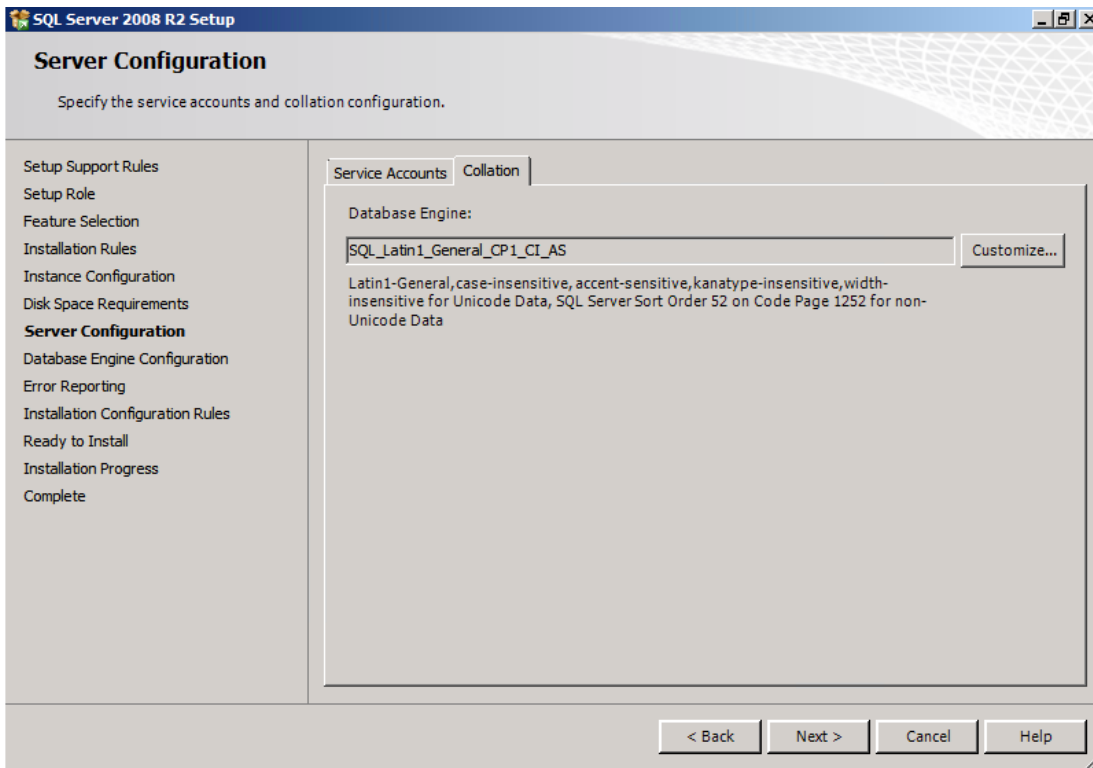 SQL Server 2008 R2 Setup
Server Configuration
Specify the service accounts and collation configuration.
Setup Support Rules
Setup Role
Feature Selection
Installation Rules
Instance Configuration
Disk Space Requirements
Server Configuration
Database Engine Configuration
Error Reporting
Installation Configuration Rules
Ready to Install
Installation Progress
Complete
Service Accounts Collation
Database Engine:
SQL_Latin1_General_CP1_CI_AS Customize...
Latin1-General,case-insensitive, accent-sensitive,kanatype-insensitive,width-
insensitive for Unicode Data, SQL Server Sort Order 52 on Code Page 1252 for non-
Unicode Data
< Back Next > Cancel Help